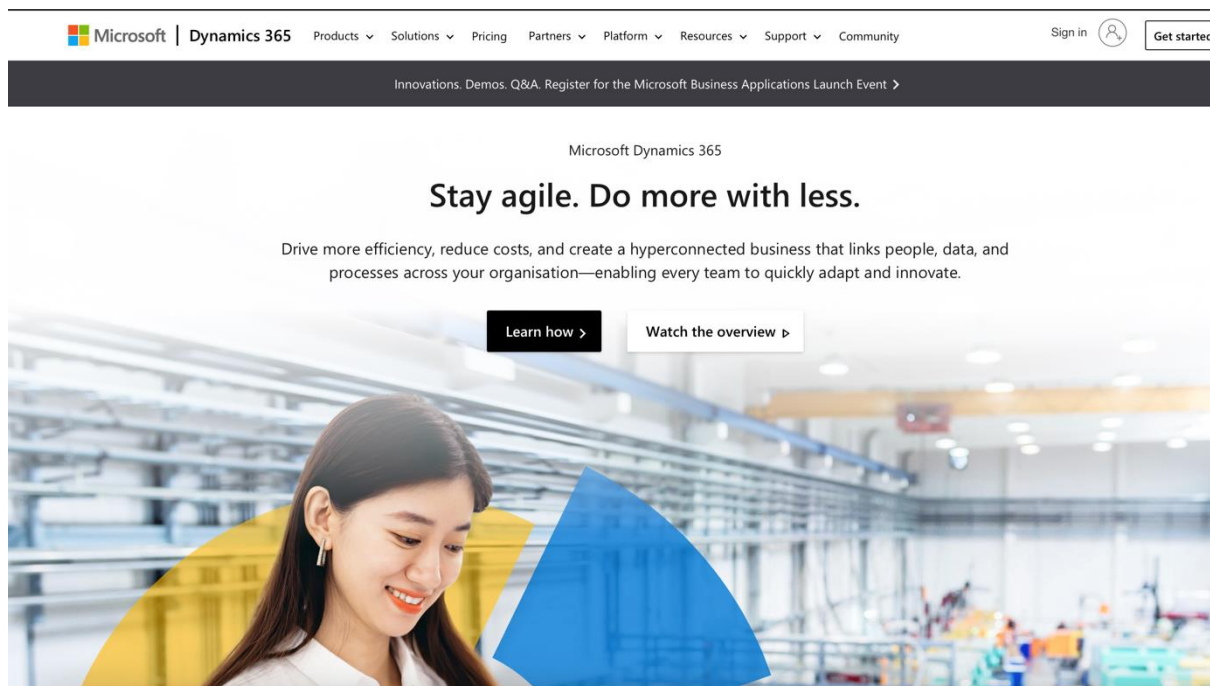 Microsoft | Dynamics 365 Products Solutions Pricing Partners Platform Resources Support Community Sign in Get started
Innovations. Demos. Q&A. Register for the Microsoft Business Applications Launch Event
Microsoft Dynamics 365
Stay agile. Do more with less.
Drive more efficiency, reduce costs, and create a hyperconnected business that links people, data, and
processes across your organisation—enabling every team to quickly adapt and innovate.
Learn how Watch the overview